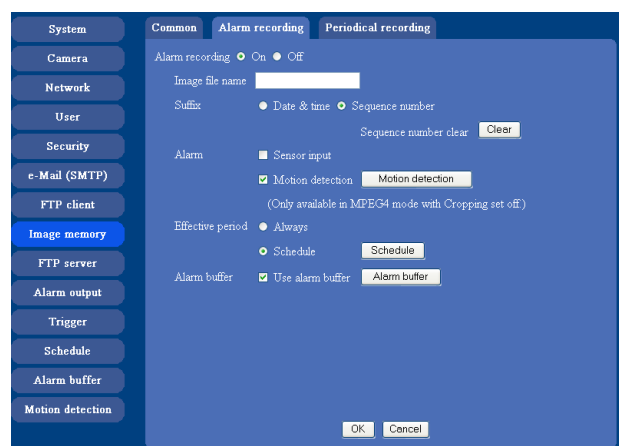 System
Camera
Network
User
Security
e-Mail (SMTP)
FTP client
Image memory
FTP server
Alarm output
Trigger
Schedule
Alarm buffer
Motion detection
Common Alarm recording Periodical recording
Alarm recording On Off
Image file name
Suffix Date & time Sequence number
Sequence number clear Clear
Alarm Sensor input
Motion detection Motion detection
(Only available in MPEG4 mode with Cropping set off.)
Effective period Always
Schedule Schedule
Alarm buffer Use alarm buffer Alarm buffer
OK Cancel